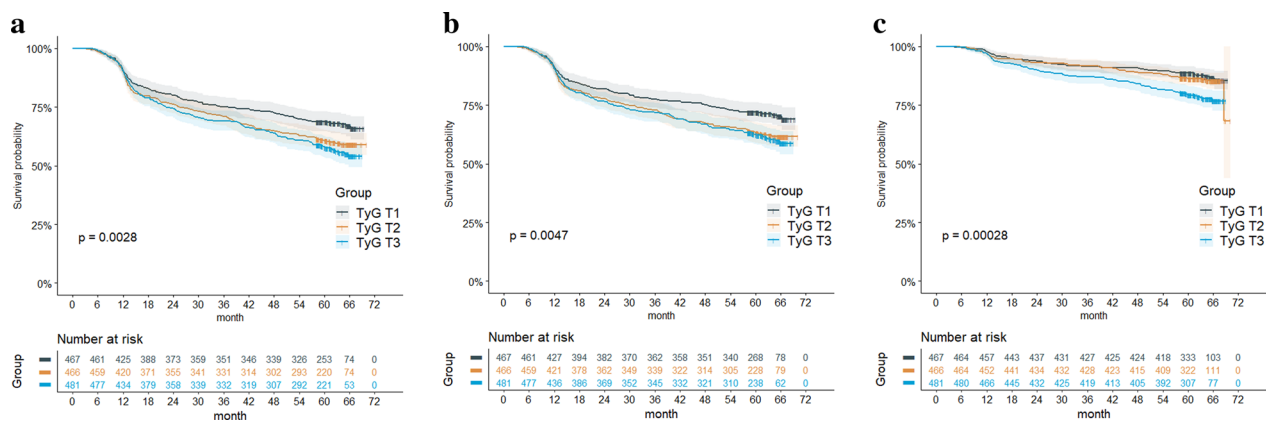 a
100%
75%
50%
25%
0%
Survival probability
Group
TyG T1
TyG T2
TyG T3
p = 0.0028
0 6 12 18 24 30 36 42 48 54 60 66 72
month
Number at risk
Group
467 461 425 388 373 359 351 346 339 326 253 74 0
466 459 420 371 355 341 331 314 302 293 220 74 0
481 477 434 379 358 339 332 319 307 292 221 53 0
0 6 12 18 24 30 36 42 48 54 60 66 72
month
b
100%
75%
50%
25%
0%
Survival probability
Group
TyG T1
TyG T2
TyG T3
p = 0.0047
0 6 12 18 24 30 36 42 48 54 60 66 72
month
Number at risk
Group
467 461 427 394 382 370 362 358 351 340 268 78 0
466 459 421 378 362 349 339 322 314 305 228 79 0
481 477 436 386 369 352 345 332 321 310 238 62 0
0 6 12 18 24 30 36 42 48 54 60 66 72
month
c
100%
75%
50%
25%
0%
Survival probability
Group
TyG T1
TyG T2
TyG T3
p = 0.00028
0 6 12 18 24 30 36 42 48 54 60 66 72
month
Number at risk
Group
467 464 457 443 437 431 427 425 424 418 333 103 0
466 464 452 441 434 432 428 423 415 409 322 111 0
481 480 466 445 432 425 419 413 405 392 307 77 0
0 6 12 18 24 30 36 42 48 54 60 66 72
month